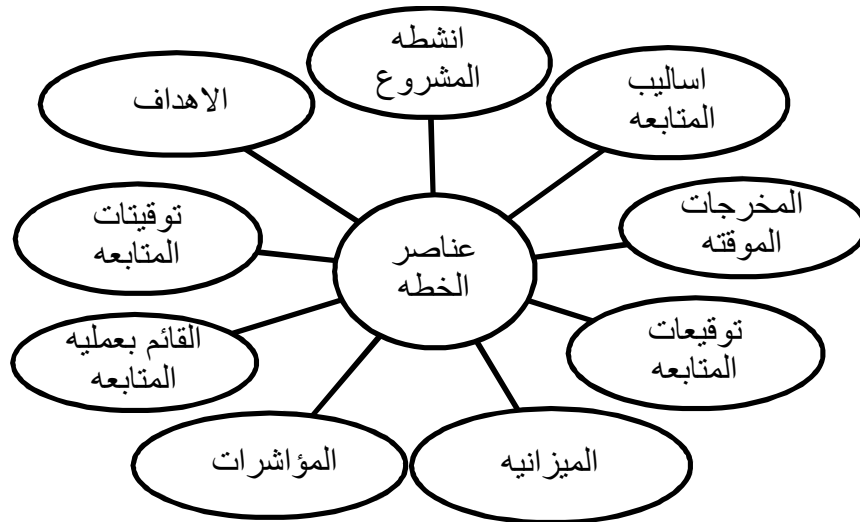 انشطه
المشروع
اساليب
المتابعه
الاهداف
المخرجات
الموقته
توقيتات
المتابعه
عناصر
الخطه
توقيعات
المتابعه
القائم بعمليه
المتابعه
الميزانيه
المؤاشرات